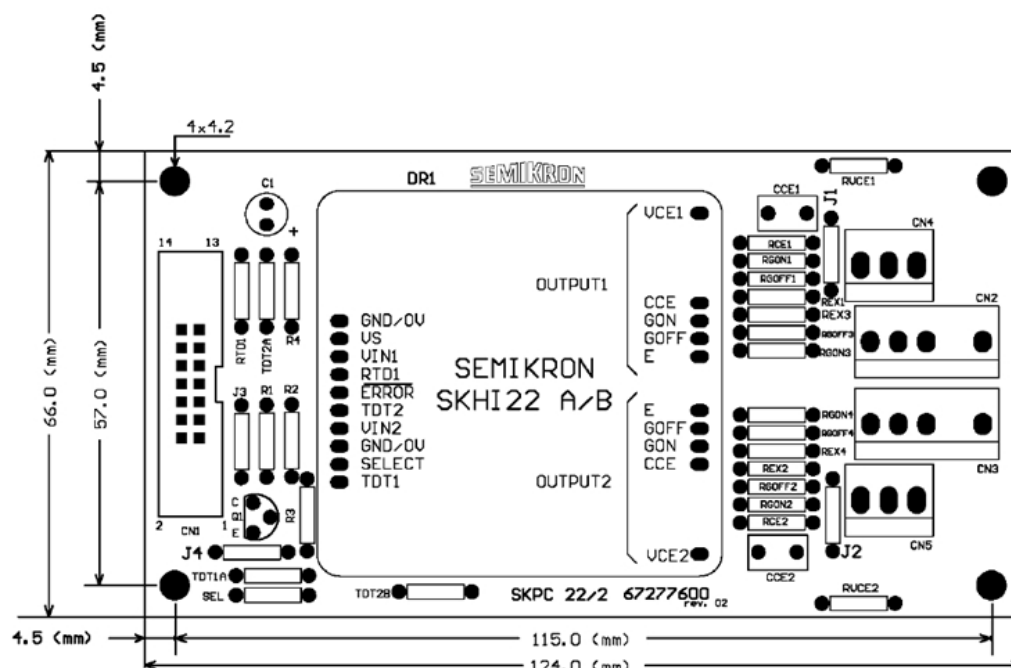 4.5 (mm)
4x4.2
66.0 (mm)
57.0 (mm)
DR1 SEMIKRON
RVCE1
C1
+
14 13
RTD1
TDT2A
R4
J3 R1 R2
C
Q1
E
R3
2 1
CN1
J4
TDT1A
SEL
TDT2B
GND/0V
VS
VIN1
RTD1
ERROR
TDT2
VIN2
GND/0V
SELECT
TDT1
SEMIKRON
SKHI22 A/B
VCE1
OUTPUT1
CCE
GON
GOFF
E
E
GOFF
GON
CCE
OUTPUT2
VCE2
SKPC 22/2 67277600
rev. 02
CCE1
J1
RCE1
RGON1
RGOFF1
REX1
REX3
RGOFF3
RGON3
CN4
CN2
RGON4
RGOFF4
REX4
REX2
RGOFF2
RGON2
RCE2
CN3
CN5
J2
CCE2
RVCE2
4.5 (mm)
115.0 (mm)
124.0 (mm)